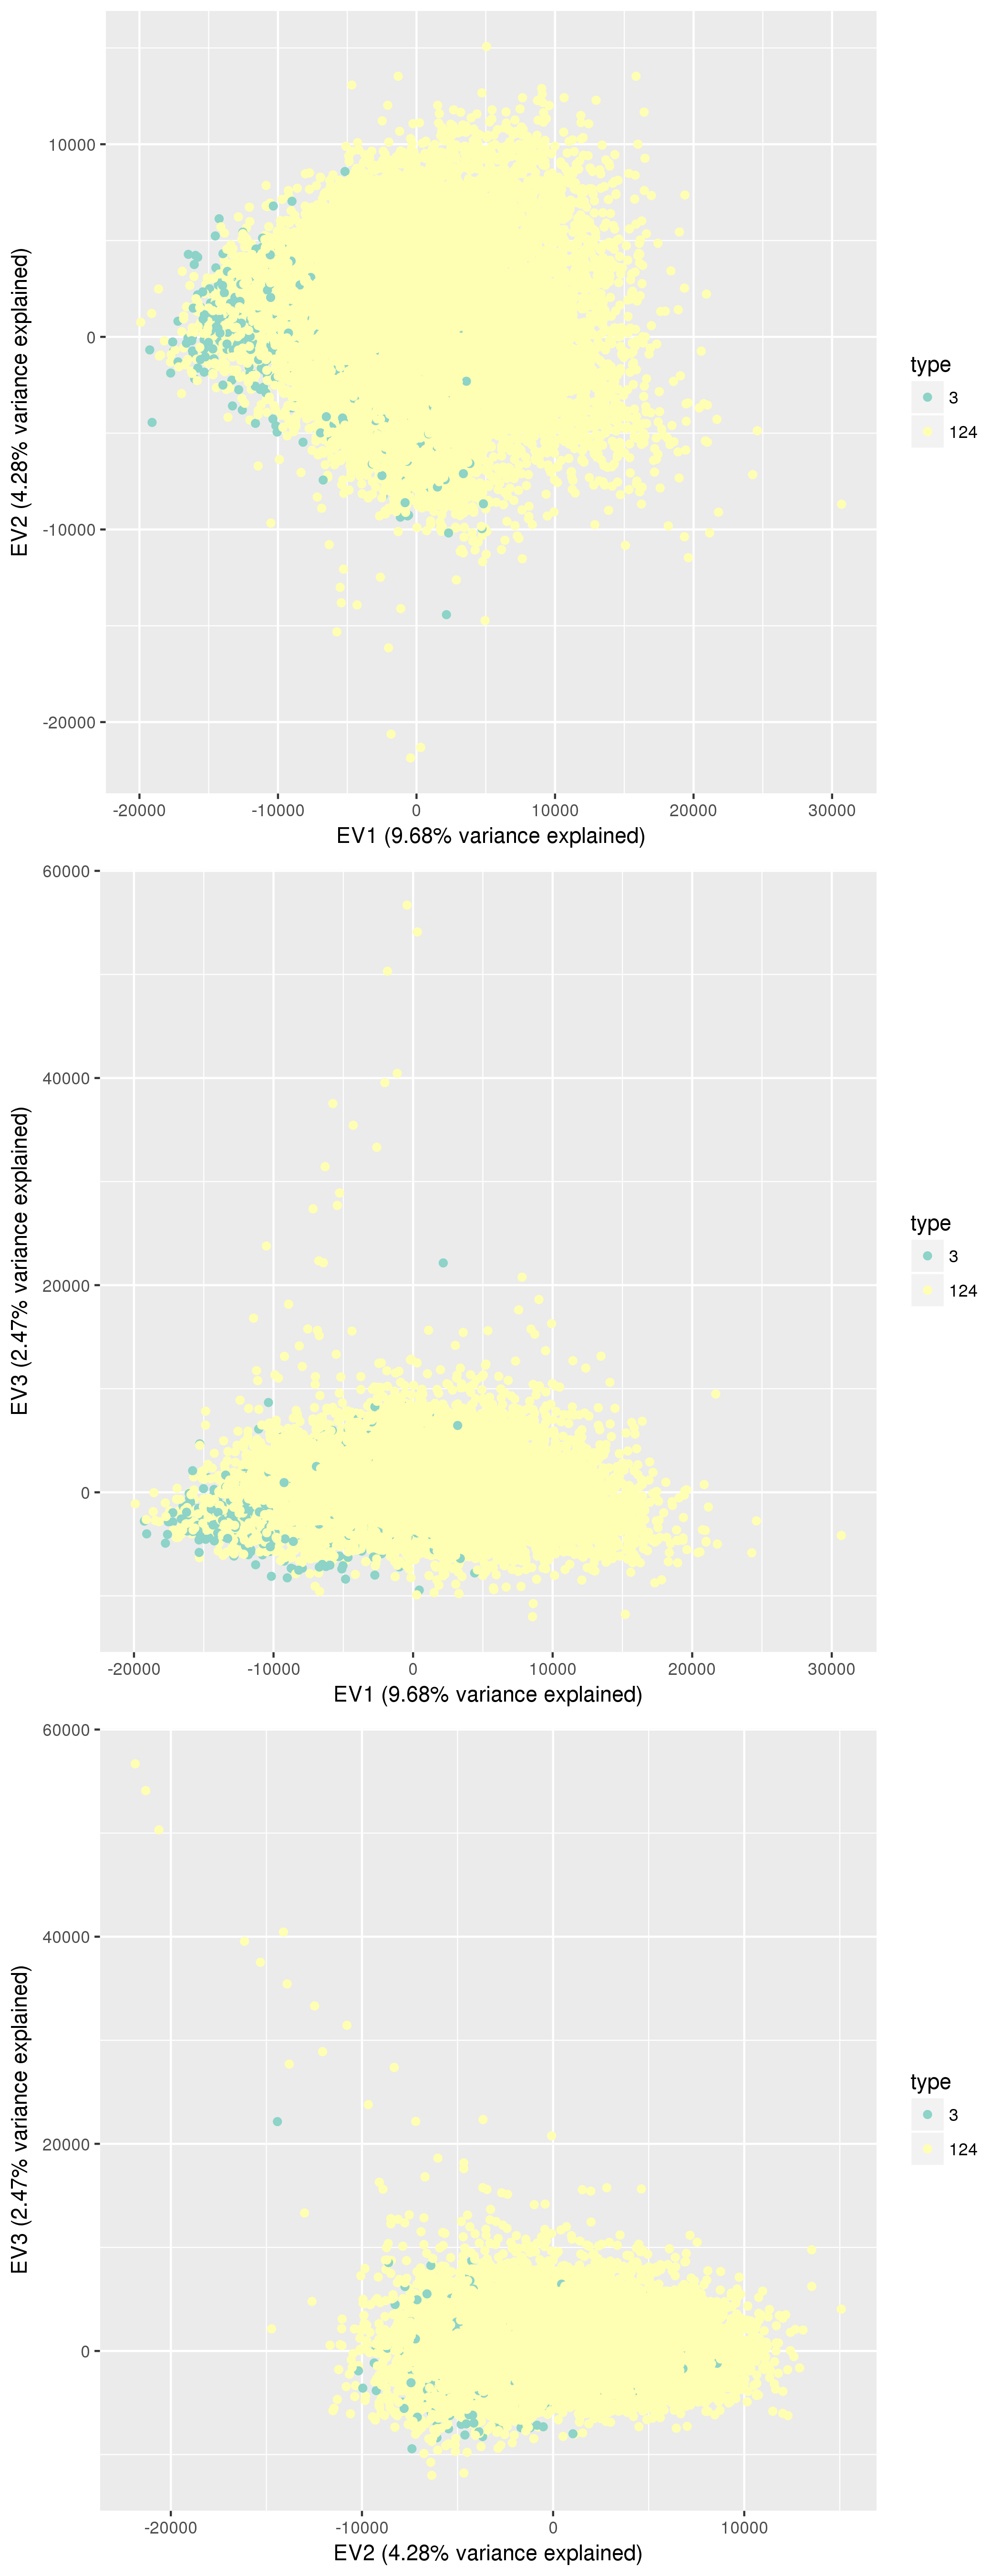 10000
0
-10000
-20000
EV2 (4.28% variance explained)
-20000 -10000 0 10000 20000 30000
EV1 (9.68% variance explained)
type
3
124
60000
40000
20000
0
EV3 (2.47% variance explained)
-20000 -10000 0 10000 20000 30000
EV1 (9.68% variance explained)
type
3
124
60000
40000
20000
0
EV3 (2.47% variance explained)
-20000 -10000 0 10000
EV2 (4.28% variance explained)
type
3
124